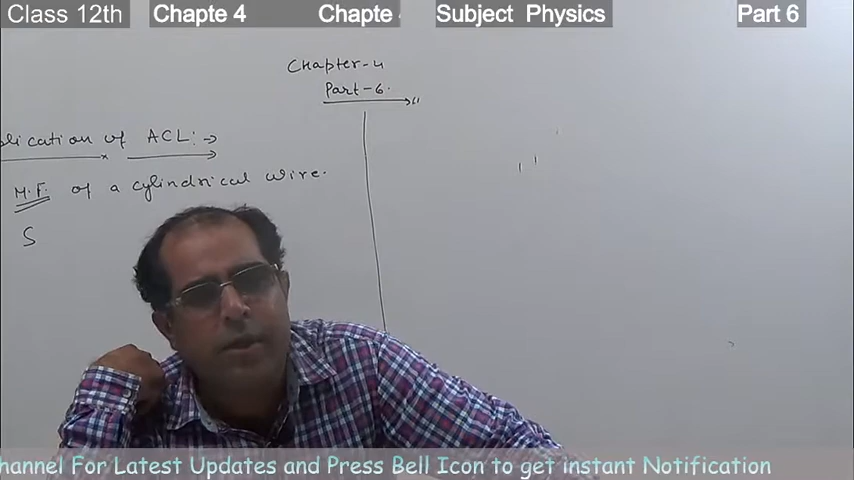 Class 12th Chapte 4 Chapte Subject Physics Part 6
Chapter-4
Part-6.
plication of ACL:→
M.F. of a cylindrical wire.
S
hannel For Latest Updates and Press Bell Icon to get instant Notification